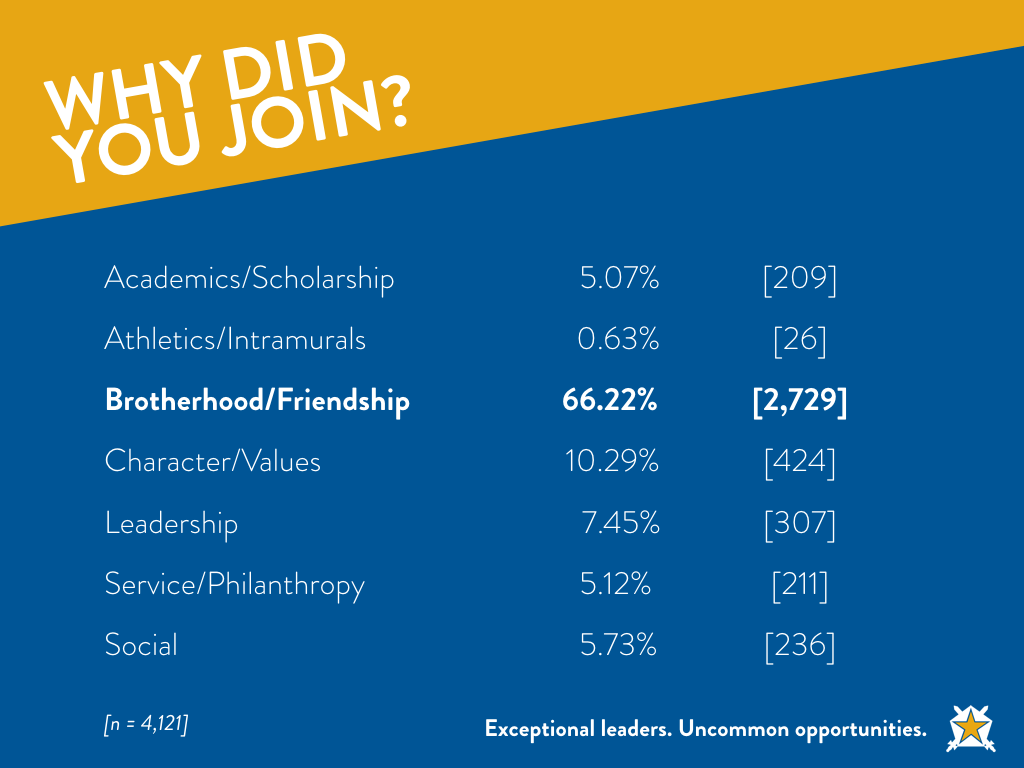 WHY DID
YOU JOIN?
Academics/Scholarship 5.07% [209]
Athletics/Intramurals 0.63% [26]
Brotherhood/Friendship 66.22% [2,729]
Character/Values 10.29% [424]
Leadership 7.45% [307]
Service/Philanthropy 5.12% [211]
Social 5.73% [236]
[n = 4,121]
Exceptional leaders. Uncommon opportunities.